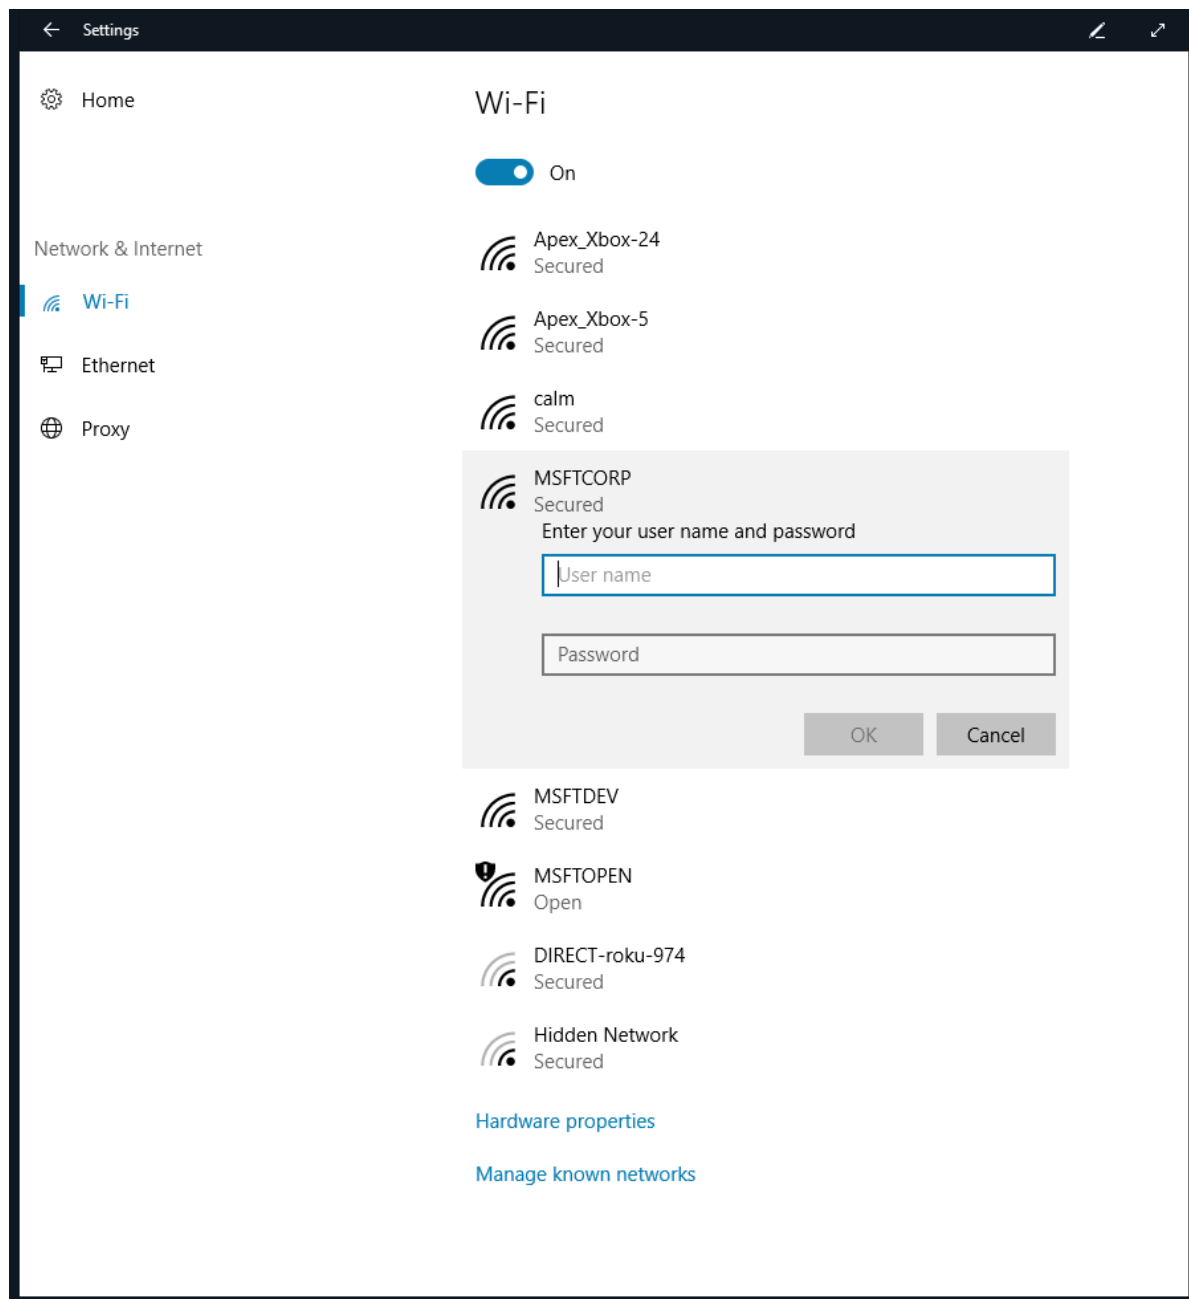 Settings
Home
Network & Internet
Wi-Fi
Ethernet
Proxy
Wi-Fi
On
Apex_Xbox-24
Secured
Apex_Xbox-5
Secured
calm
Secured
MSFTCORP
Secured
Enter your user name and password
User name
Password
OK Cancel
MSFTDEV
Secured
MSFTOPEN
Open
DIRECT-roku-974
Secured
Hidden Network
Secured
Hardware properties
Manage known networks